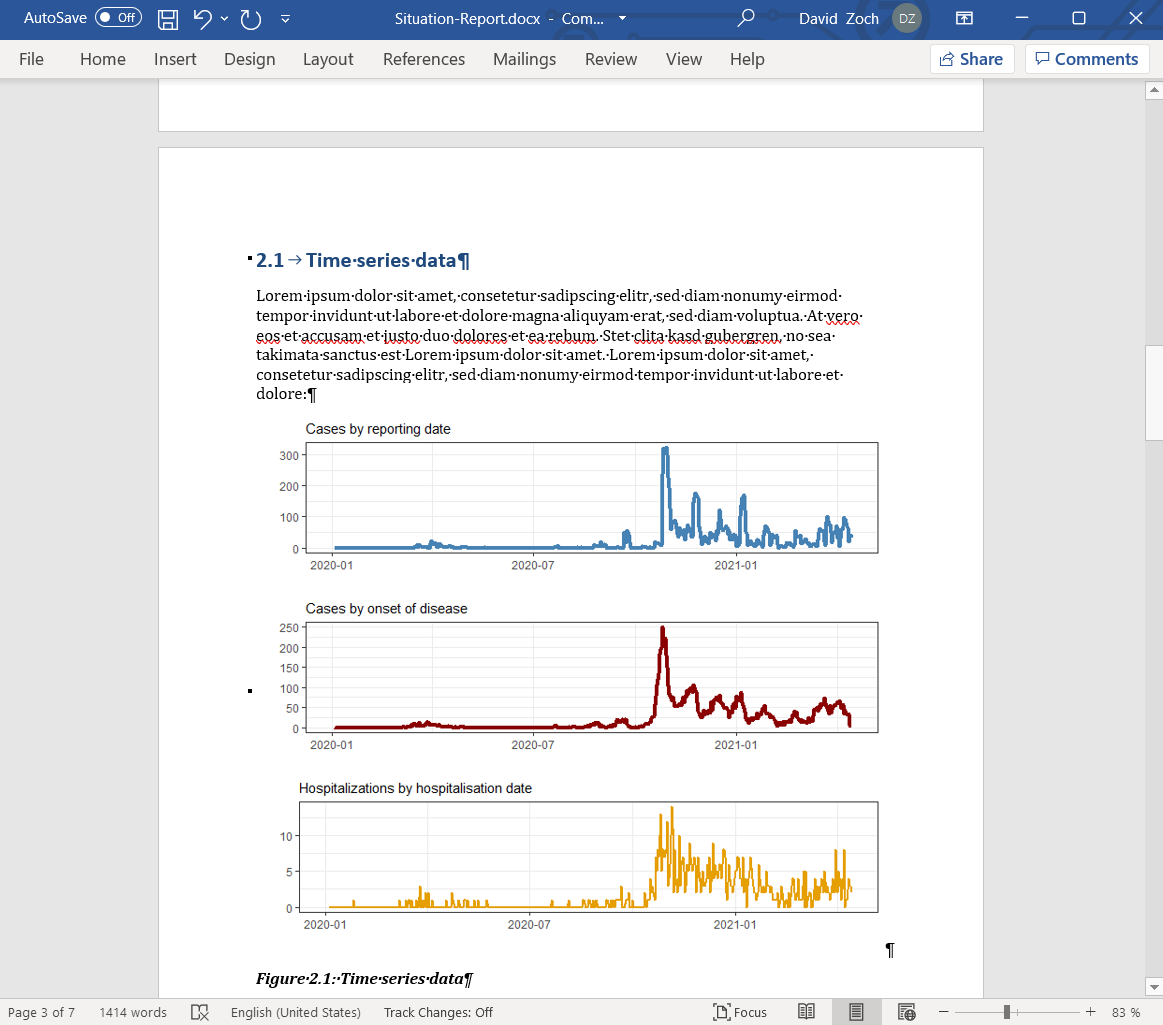 AutoSave Off Situation-Report.docx - Com... David Zoch DZ
File Home Insert Design Layout References Mailings Review View Help Share Comments
2.1→Time·series·data¶
Lorem·ipsum·dolor·sit·amet,·consetetur·sadipscing·elitr,·sed·diam·nonumy·eirmod·
tempor·invidunt·ut·labore·et·dolore·magna·aliquyam·erat,·sed·diam·voluptua.·At·vero·
eos·et·accusam·et·justo·duo·dolores·et·ea·rebum.·Stet·clita·kasd·gubergren,·no·sea·
takimata·sanctus·est·Lorem·ipsum·dolor·sit·amet.·Lorem·ipsum·dolor·sit·amet,·
consetetur·sadipscing·elitr,·sed·diam·nonumy·eirmod·tempor·invidunt·ut·labore·et·
dolore:¶
Cases by reporting date
300
200
100
0
2020-01 2020-07 2021-01
Cases by onset of disease
250
200
150
100
50
0
2020-01 2020-07 2021-01
Hospitalizations by hospitalisation date
10
5
0
2020-01 2020-07 2021-01
¶
Figure·2.1:·Time·series·data¶
Page 3 of 7 1414 words English (United States) Track Changes: Off Focus 83 %